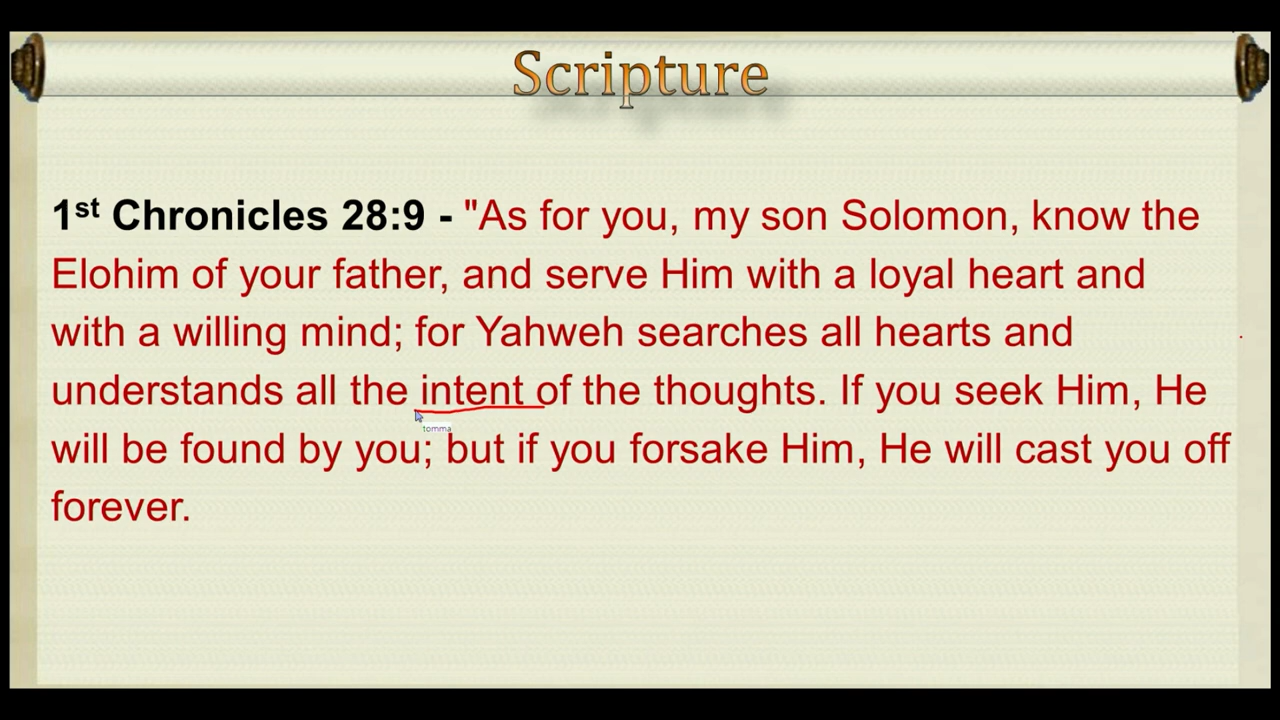 Scripture
1st Chronicles 28:9 - "As for you, my son Solomon, know the
Elohim of your father, and serve Him with a loyal heart and
with a willing mind; for Yahweh searches all hearts and
understands all the intent of the thoughts. If you seek Him, He
tomma
will be found by you; but if you forsake Him, He will cast you off
forever.